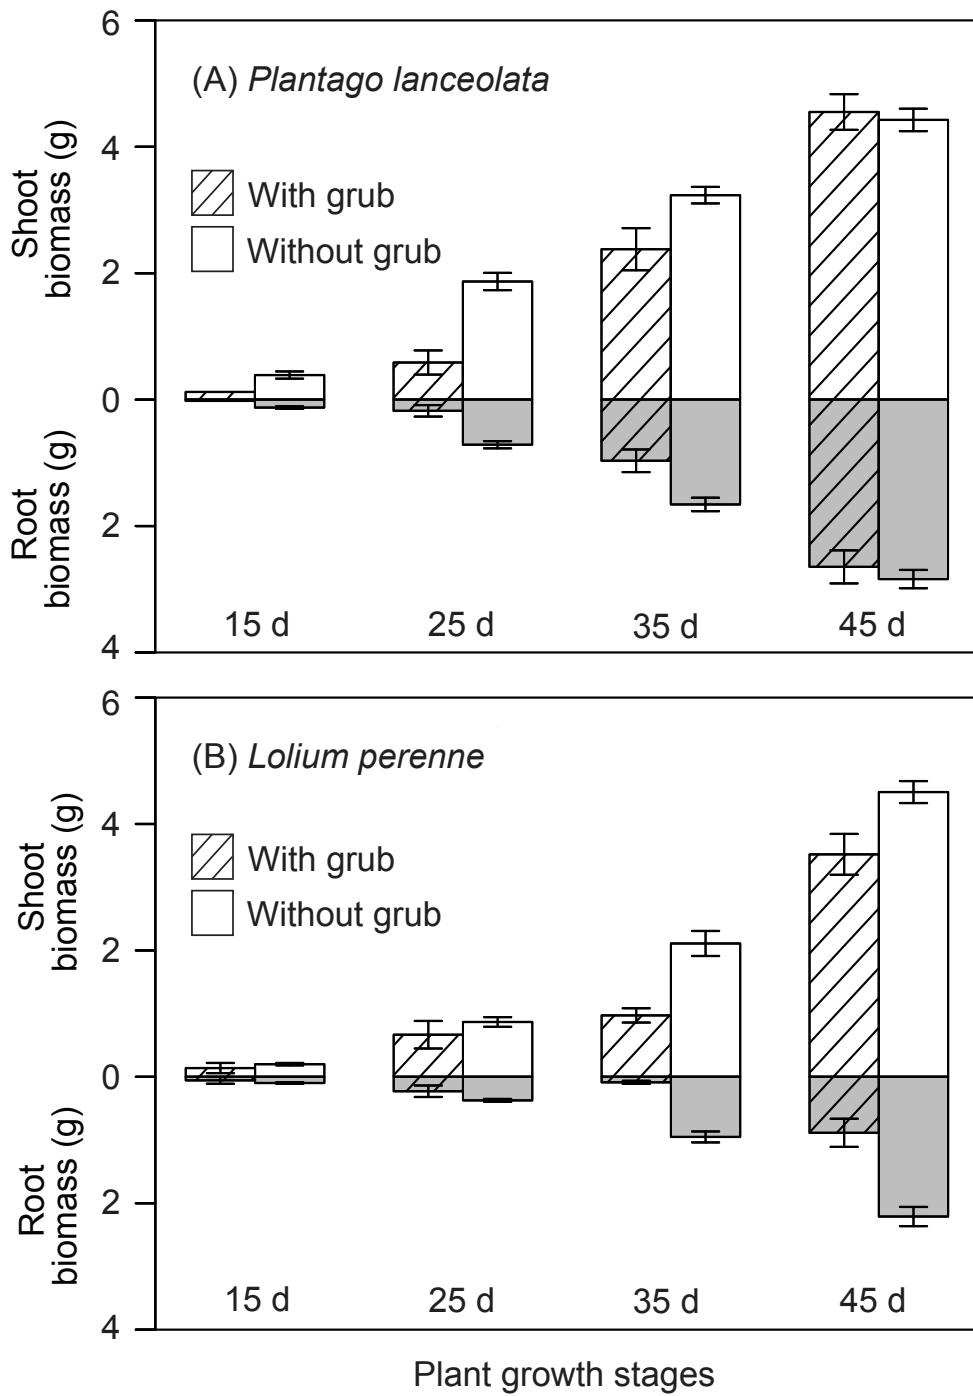 6
(A) Plantago lanceolata
4
Shoot
biomass (g)
With grub
Without grub
2
0
Root
biomass (g)
2
15 d 25 d 35 d 45 d
4
6
(B) Lolium perenne
4
Shoot
biomass (g)
With grub
Without grub
2
0
Root
biomass (g)
2
15 d 25 d 35 d 45 d
4
Plant growth stages